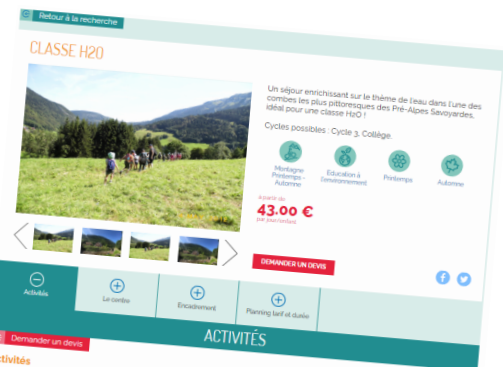 Retour à la recherche
CLASSE H2O
Un séjour enrichissant sur le thème de l'eau dans l'une des
combes les plus pittoresques des Pré-Alpes Savoyardes,
idéal pour une classe H2O !
Cycles possibles : Cycle 3, Collège.
Montagne
Printemps -
Automne
Éducation à
l'environnement
Printemps
Automne
à partir du
43.00 €
par jour/enfant
DEMANDER UN DEVIS
Activités
Le centre
Encadrement
Planning tarif et durée
ACTIVITÉS
Demander un devis
ctivités